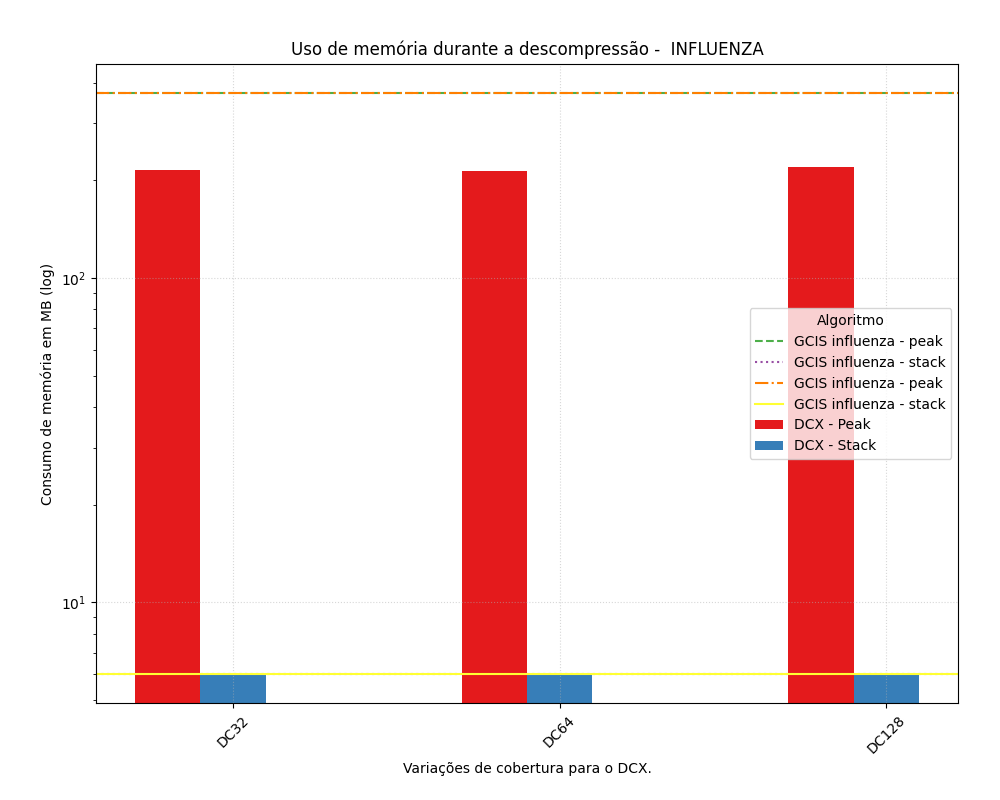 Uso de memória durante a descompressão -  INFLUENZA
Consumo de memória em MB (log)
10²
10¹
Algoritmo
GCIS influenza - peak
GCIS influenza - stack
GCIS influenza - peak
GCIS influenza - stack
DCX - Peak
DCX - Stack
DC32
DC64
DC128
Variações de cobertura para o DCX.